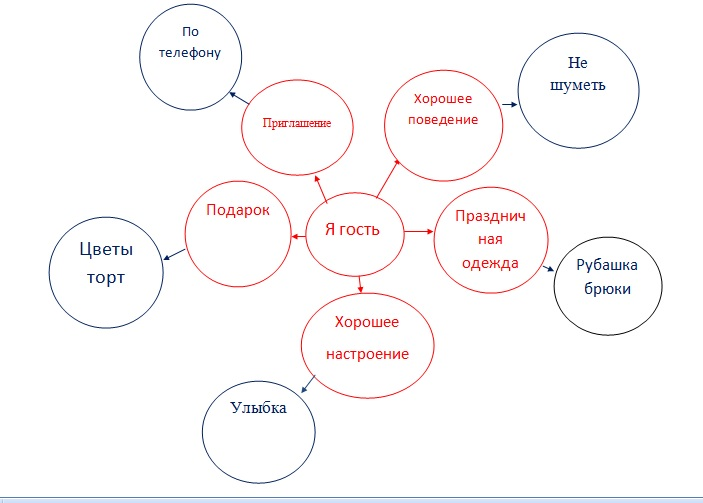 По
телефону
Не
шуметь
Хорошее
поведение
Приглашение
Подарок
Я гость
Празднич
ная
одежда
Цветы
торт
Рубашка
брюки
Хорошее
настроение
Улыбка